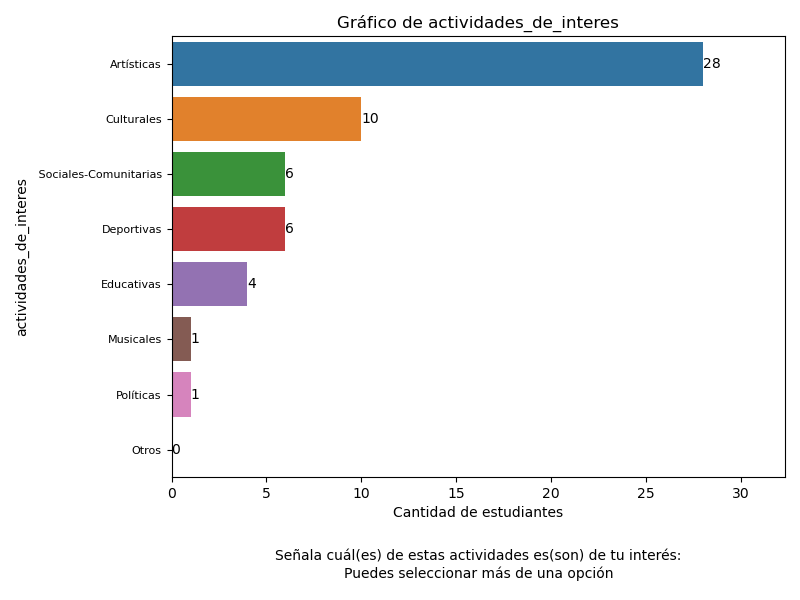 Gráfico de actividades_de_interes
actividades_de_interes
Artísticas
28
Culturales
10
Sociales-Comunitarias
6
Deportivas
6
Educativas
4
Musicales
1
Políticas
1
Otros
0
0 5 10 15 20 25 30
Cantidad de estudiantes
Señala cuál(es) de estas actividades es(son) de tu interés:
Puedes seleccionar más de una opción